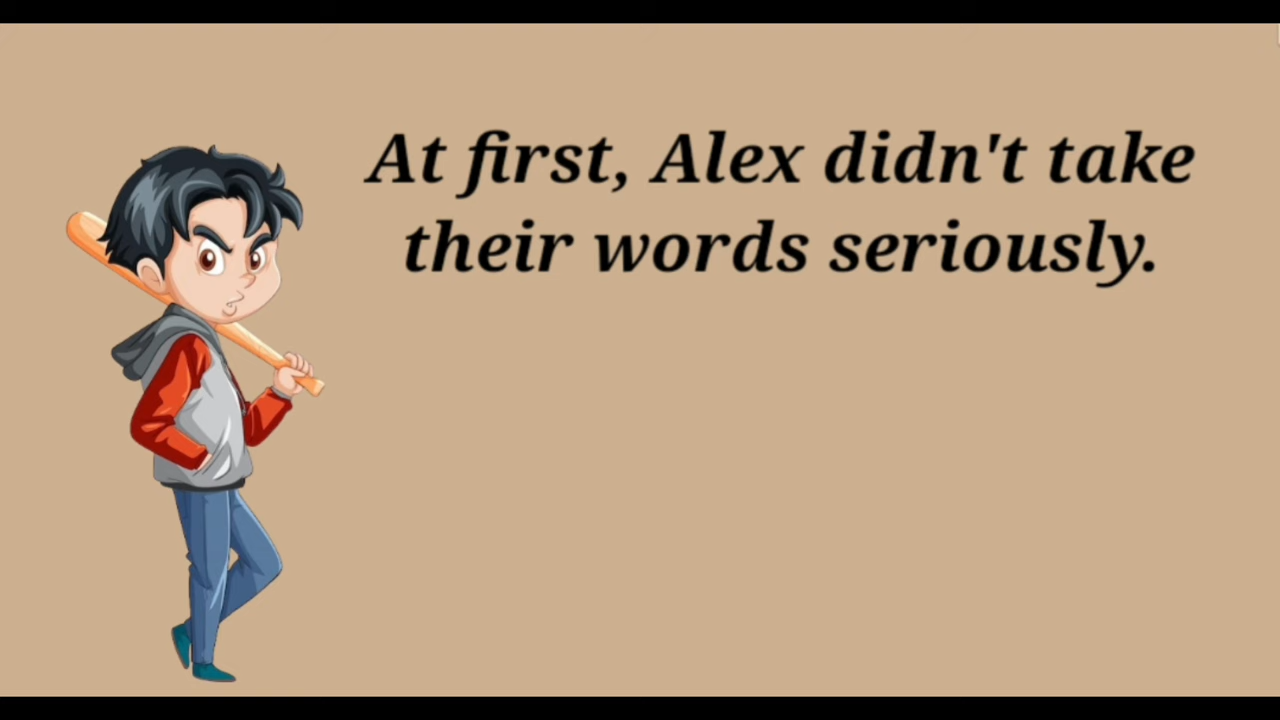 At first, Alex didn't take
their words seriously.